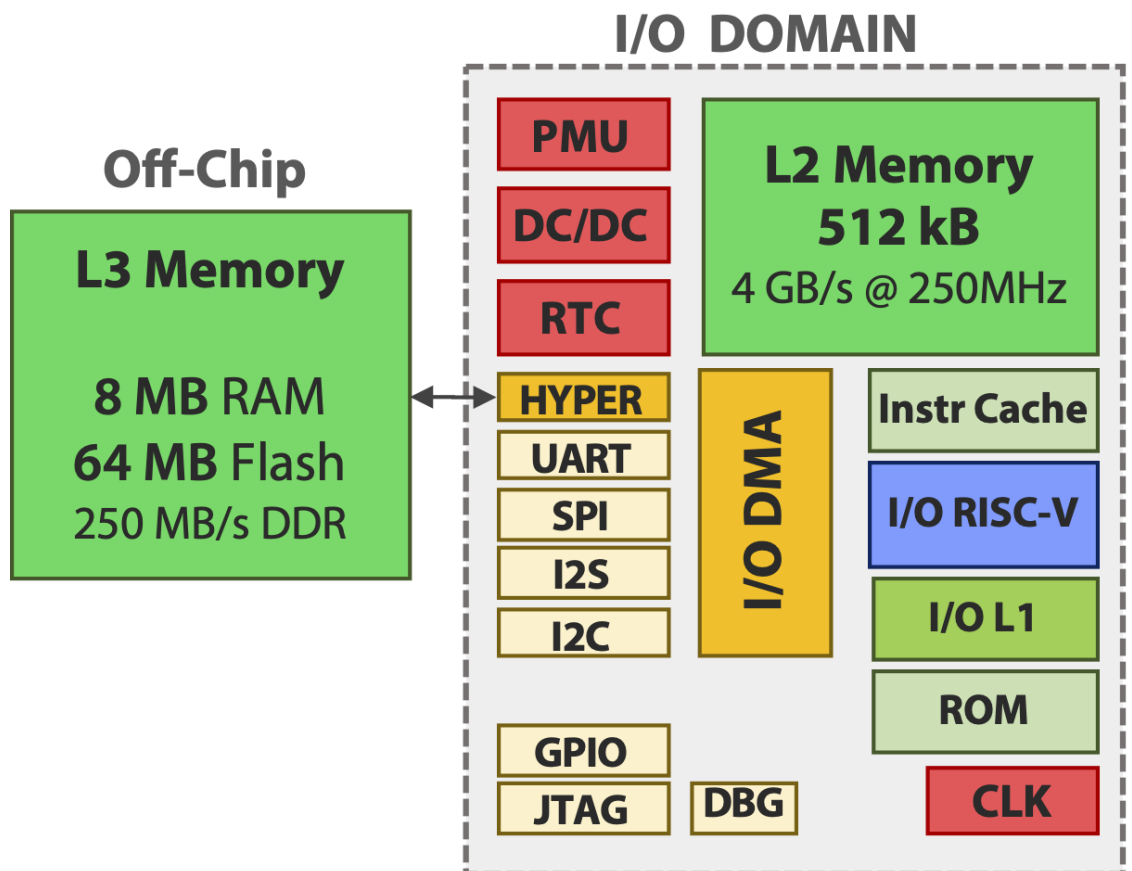 I/O DOMAIN
Off-Chip
L3 Memory
8 MB RAM
64 MB Flash
250 MB/s DDR
PMU
DC/DC
RTC
HYPER
UART
SPI
I2S
I2C
GPIO
JTAG
DBG
L2 Memory
512 kB
4 GB/s @ 250MHz
I/O DMA
Instr Cache
I/O RISC-V
I/O L1
ROM
CLK